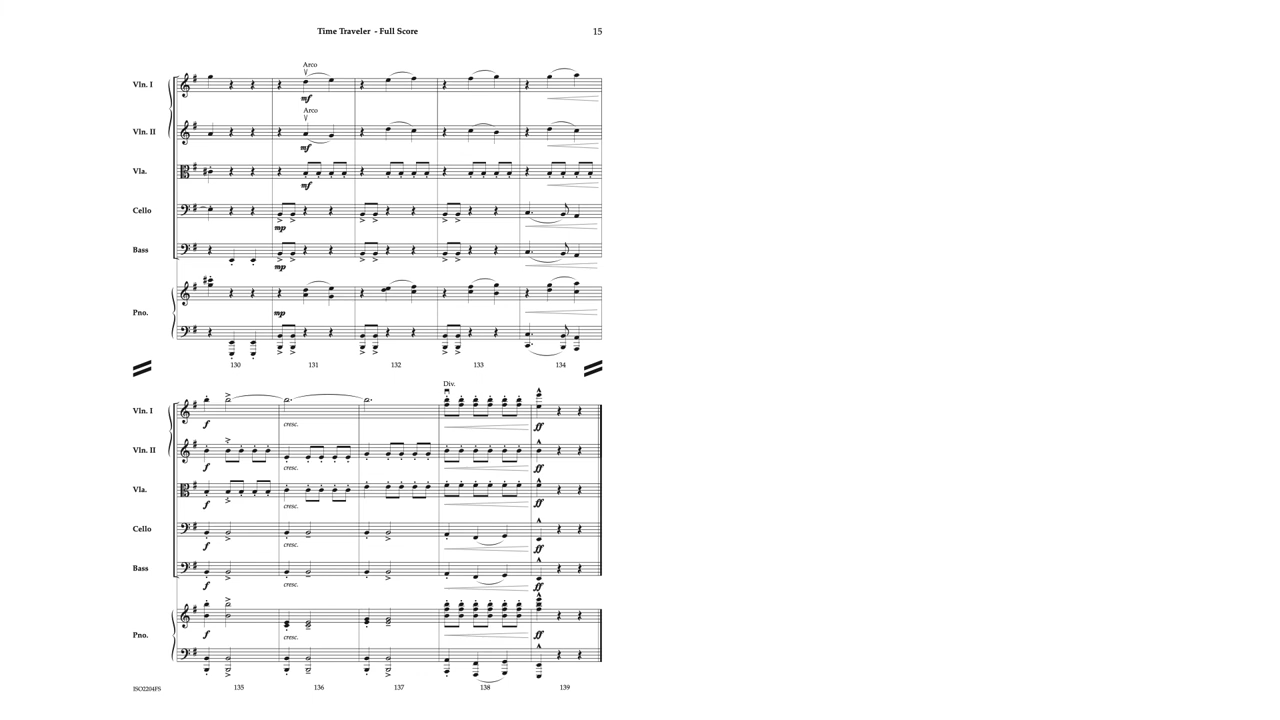 Time Traveler - Full Score 15
Arco
Vln. I
mf
Arco
Vln. II
mf
Vla.
mf
Cello
mp
Bass
mp
Pno.
mp
130 131 132 133 134
Div.
Vln. I
f cresc. ff
Vln. II
f cresc. ff
Vla.
f cresc. ff
Cello
f cresc. ff
Bass
f cresc. ff
Pno.
f cresc. ff
ISO2204FS 135 136 137 138 139